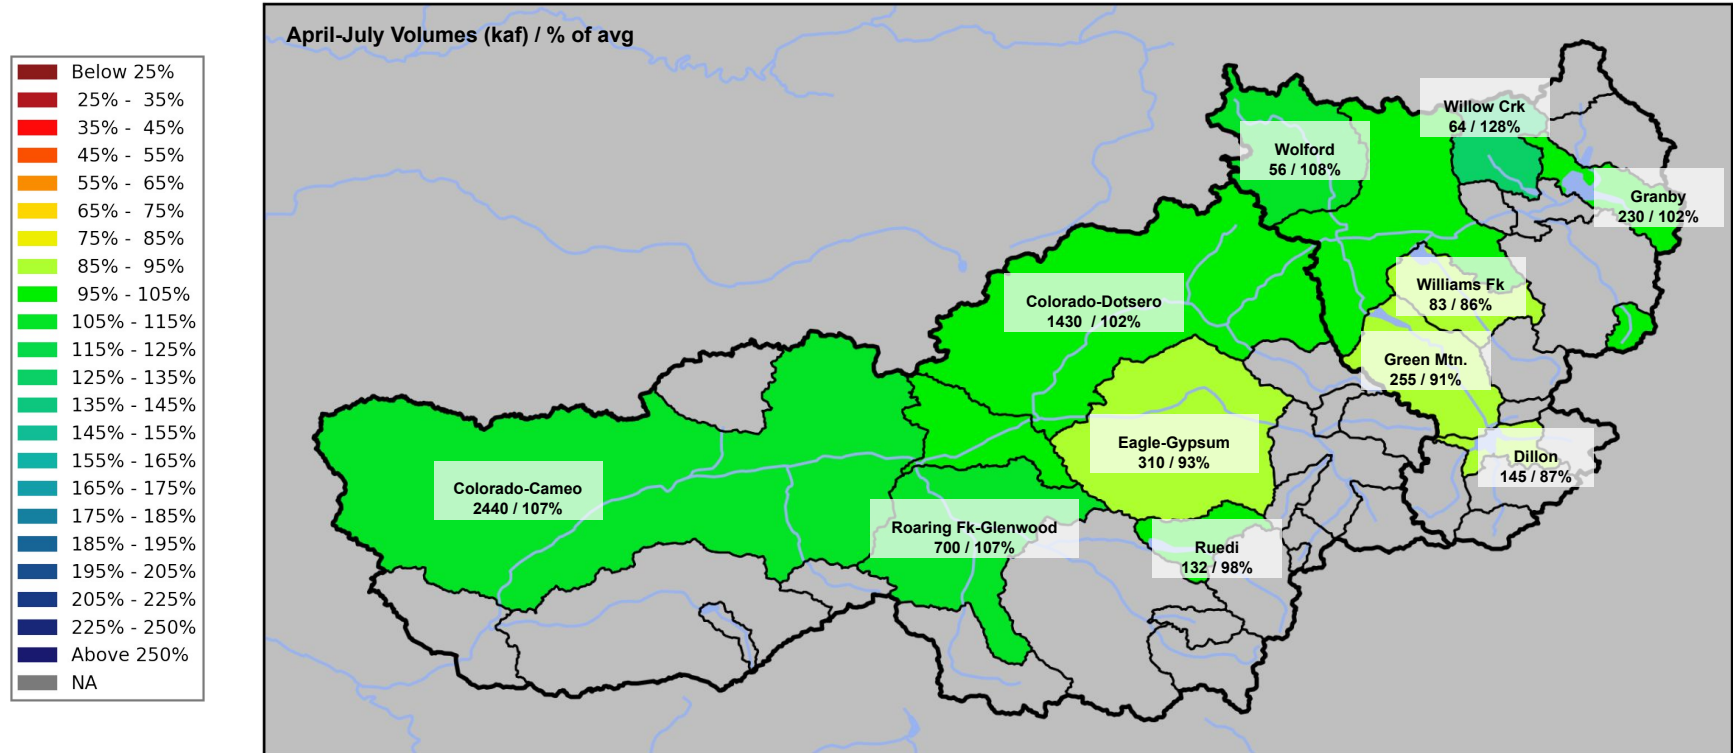 April-July Volumes (kaf) / % of avg
Below 25%
25% - 35%
35% - 45%
45% - 55%
55% - 65%
65% - 75%
75% - 85%
85% - 95%
95% - 105%
105% - 115%
115% - 125%
125% - 135%
135% - 145%
145% - 155%
155% - 165%
165% - 175%
175% - 185%
185% - 195%
195% - 205%
205% - 225%
225% - 250%
Above 250%
NA
Willow Crk
64 / 128%
Wolford
56 / 108%
Granby
230 / 102%
Williams Fk
83 / 86%
Colorado-Dotsero
1430 / 102%
Green Mtn.
255 / 91%
Eagle-Gypsum
310 / 93%
Dillon
145 / 87%
Colorado-Cameo
2440 / 107%
Roaring Fk-Glenwood
700 / 107%
Ruedi
132 / 98%